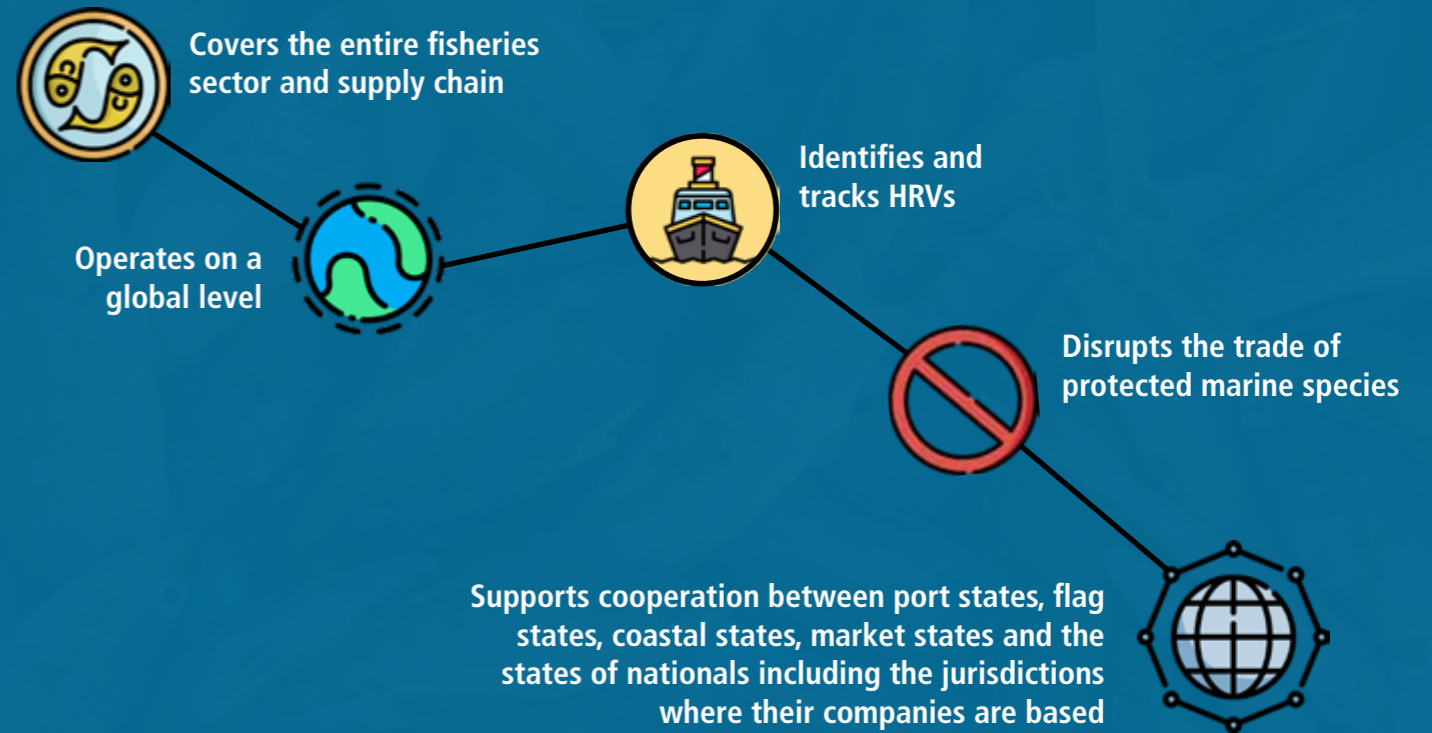 Covers the entire fisheries
sector and supply chain
Operates on a
global level
Identifies and
tracks HRVs
Disrupts the trade of
protected marine species
Supports cooperation between port states, flag
states, coastal states, market states and the
states of nationals including the jurisdictions
where their companies are based